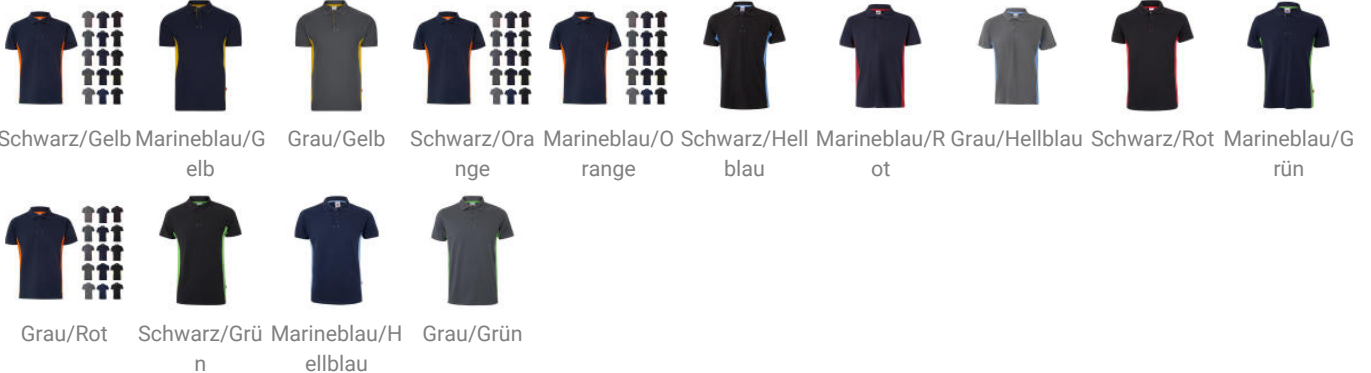 Schwarz/Gelb Marineblau/G Grau/Gelb Schwarz/Ora Marineblau/O Schwarz/Hell Marineblau/R Grau/Hellblau Schwarz/Rot Marineblau/G
elb nge range blau ot rün
Grau/Rot Schwarz/Grü Marineblau/H Grau/Grün
n ellblau